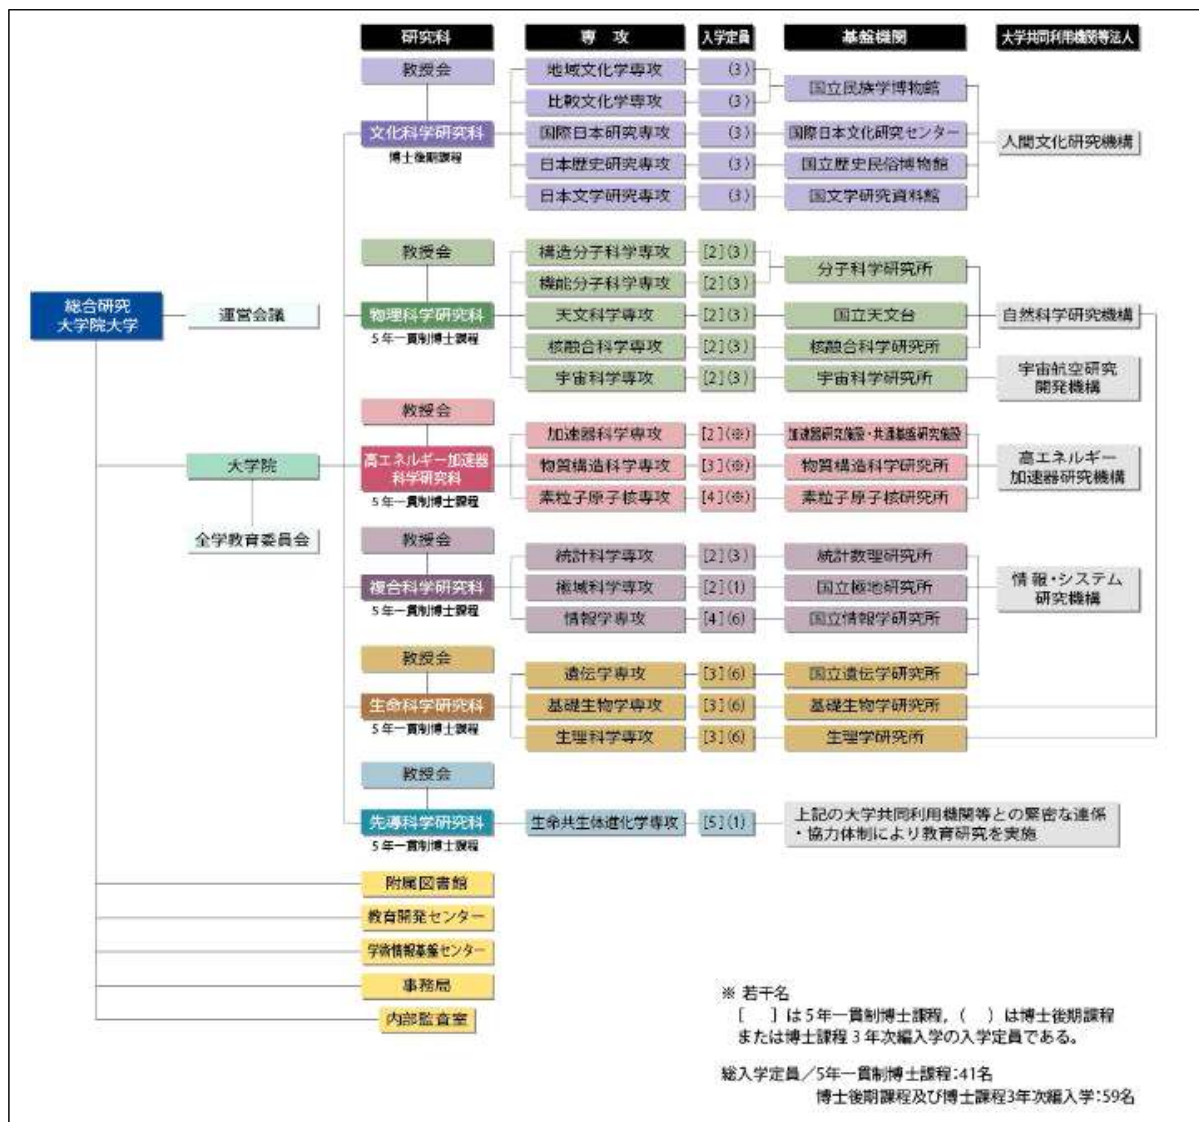 研究科 専攻 入学定員 基盤機関 大学共同利用機関等法人
教授会 地域文化学専攻 (3) 国立民族学博物館
比較文化学専攻 (3)
文化科学研究科 国際日本研究専攻 (3) 国際日本文化研究センター 人間文化研究機構
博士後期課程
日本歴史研究専攻 (3) 国立歴史民俗博物館
日本文学研究専攻 (3) 国文学研究資料館
教授会 構造分子科学専攻 [2](3) 分子科学研究所
機能分子科学専攻 [2](3)
総合研究
大学院大学
運営会議
物理科学研究科 天文科学専攻 [2](3) 国立天文台 自然科学研究機構
5年一貫制博士課程
核融合科学専攻 [2](3) 核融合科学研究所
宇宙科学専攻 [2](3) 宇宙科学研究所 宇宙航空研究
開発機構
教授会
加速器科学専攻 [2](※) 加速器研究施設・共通基盤研究施設
大学院
高エネルギー加速器
科学研究科
5年一貫制博士課程
物質構造科学専攻 [3](※) 物質構造科学研究所
高エネルギー
加速器研究機構
素粒子原子核専攻 [4](※) 素粒子原子核研究所
全学教育委員会
教授会 統計科学専攻 [2](3) 統計数理研究所
複合科学研究科 極域科学専攻 [2](1) 国立極地研究所
情報・システム
研究機構
5年一貫制博士課程
情報学専攻 [4](6) 国立情報学研究所
教授会 遺伝学専攻 [3](6) 国立遺伝学研究所
生命科学研究科 基礎生物学専攻 [3](6) 基礎生物学研究所
5年一貫制博士課程
生理科学専攻 [3](6) 生理学研究所
教授会
先導科学研究科 生命共生体進化学専攻 [5](1)
上記の大学共同利用機関等との緊密な連係
・協力体制により教育研究を実施
5年一貫制博士課程
附属図書館
教育開発センター
学術情報基盤センター
事務局
内部監査室
※ 若干名
[ ] は5年一貫制博士課程, ( ) は博士後期課程
または博士課程3年次編入学の入学定員である。
総入学定員/5年一貫制博士課程:41名
博士後期課程及び博士課程3年次編入学:59名